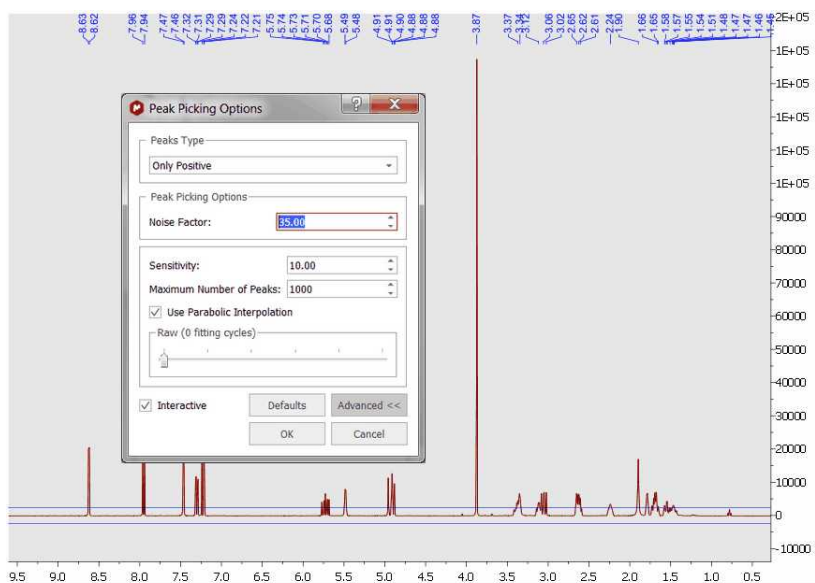 8.63 8.62 7.96 7.94 7.47 7.46 7.32 7.31 7.29 7.29 7.24 7.22 7.21 5.75 5.74 5.73 5.71 5.70 5.68 5.49 5.48 4.91 4.91 4.90 4.88 4.88 4.88 3.87 3.37 3.34 3.12 3.06 3.02 2.65 2.62 2.61 2.24 1.90 1.66 1.65 1.58 1.57 1.55 1.54 1.51 1.48 1.47 1.47 1.46 1.45
2E+05
1E+05
1E+05
Peak Picking Options
1E+05
Peaks Type
1E+05
Only Positive
1E+05
Peak Picking Options
90000
Noise Factor: 35.00
80000
Sensitivity: 10.00
70000
Maximum Number of Peaks: 1000
Use Parabolic Interpolation
60000
Raw (0 fitting cycles)
50000
40000
Interactive Defaults Advanced <<
30000
OK Cancel
20000
10000
0
-10000
9.5 9.0 8.5 8.0 7.5 7.0 6.5 6.0 5.5 5.0 4.5 4.0 3.5 3.0 2.5 2.0 1.5 1.0 0.5